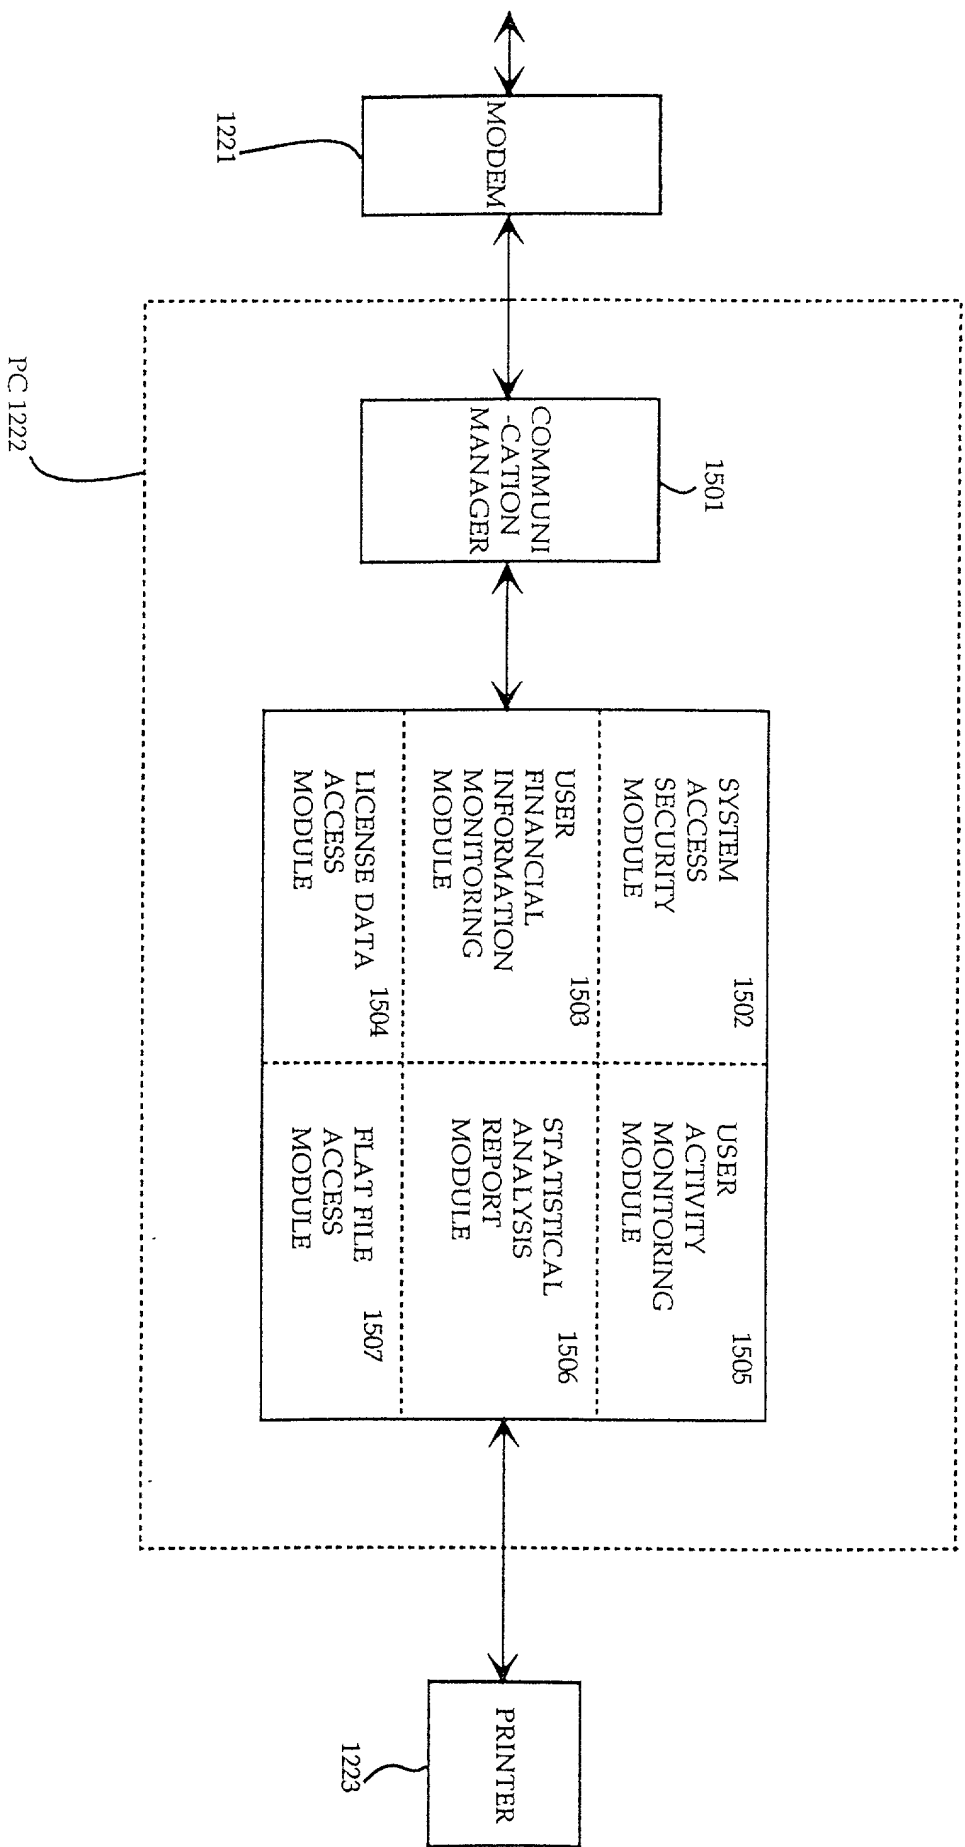 MODEM
1221
PC 1222
1501
COMMUNI
-CATION
MANAGER
SYSTEM
ACCESS
SECURITY
MODULE
1502
USER
ACTIVITY
MONITORING
MODULE
1505
USER
FINANCIAL
INFORMATION
MONITORING
MODULE
1503
STATISTICAL
ANALYSIS
REPORT
MODULE
1506
LICENSE DATA
ACCESS
MODULE
1504
FLAT FILE
ACCESS
MODULE
1507
PRINTER
1223